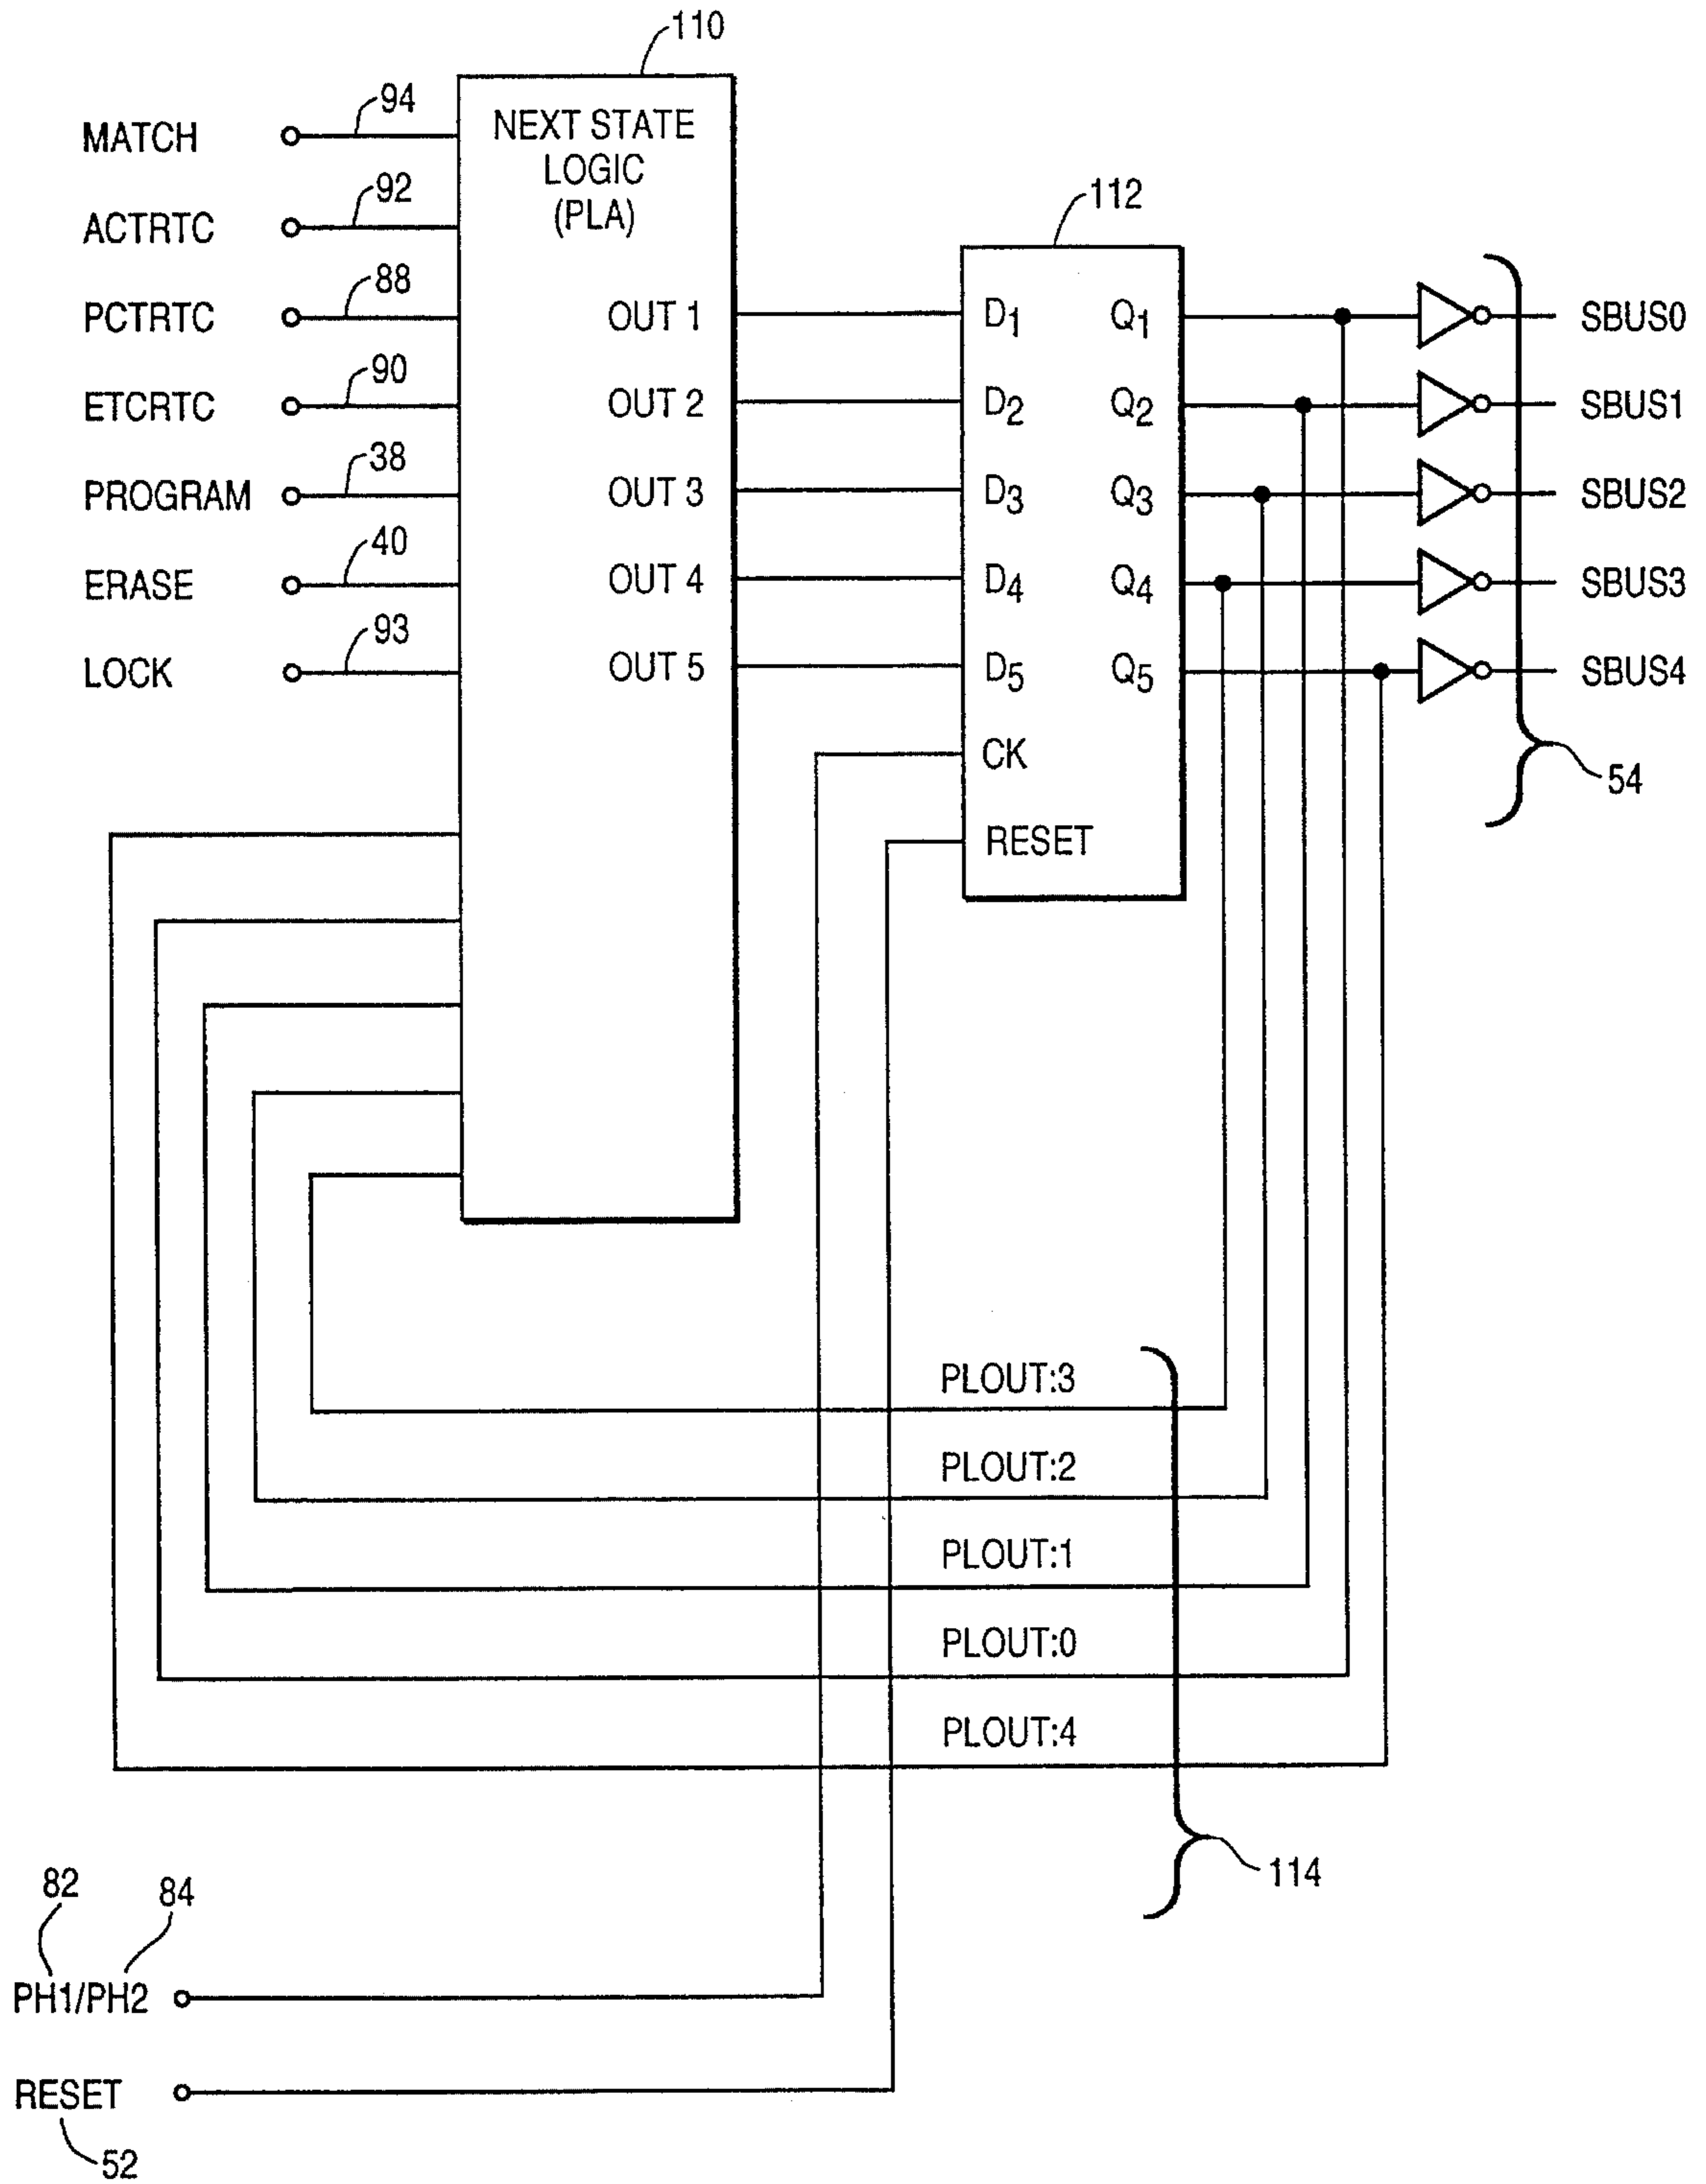 110
94
MATCH
NEXT STATE
LOGIC
(PLA)
92
ACTRTC
112
88
PCTRTC
OUT 1
D1
Q1
SBUS0
90
ETCRTC
OUT 2
D2
Q2
SBUS1
38
PROGRAM
OUT 3
D3
Q3
SBUS2
40
ERASE
OUT 4
D4
Q4
SBUS3
93
LOCK
OUT 5
D5
Q5
SBUS4
CK
54
RESET
PLOUT:3
PLOUT:2
PLOUT:1
PLOUT:0
PLOUT:4
114
82
84
PH1/PH2
RESET
52